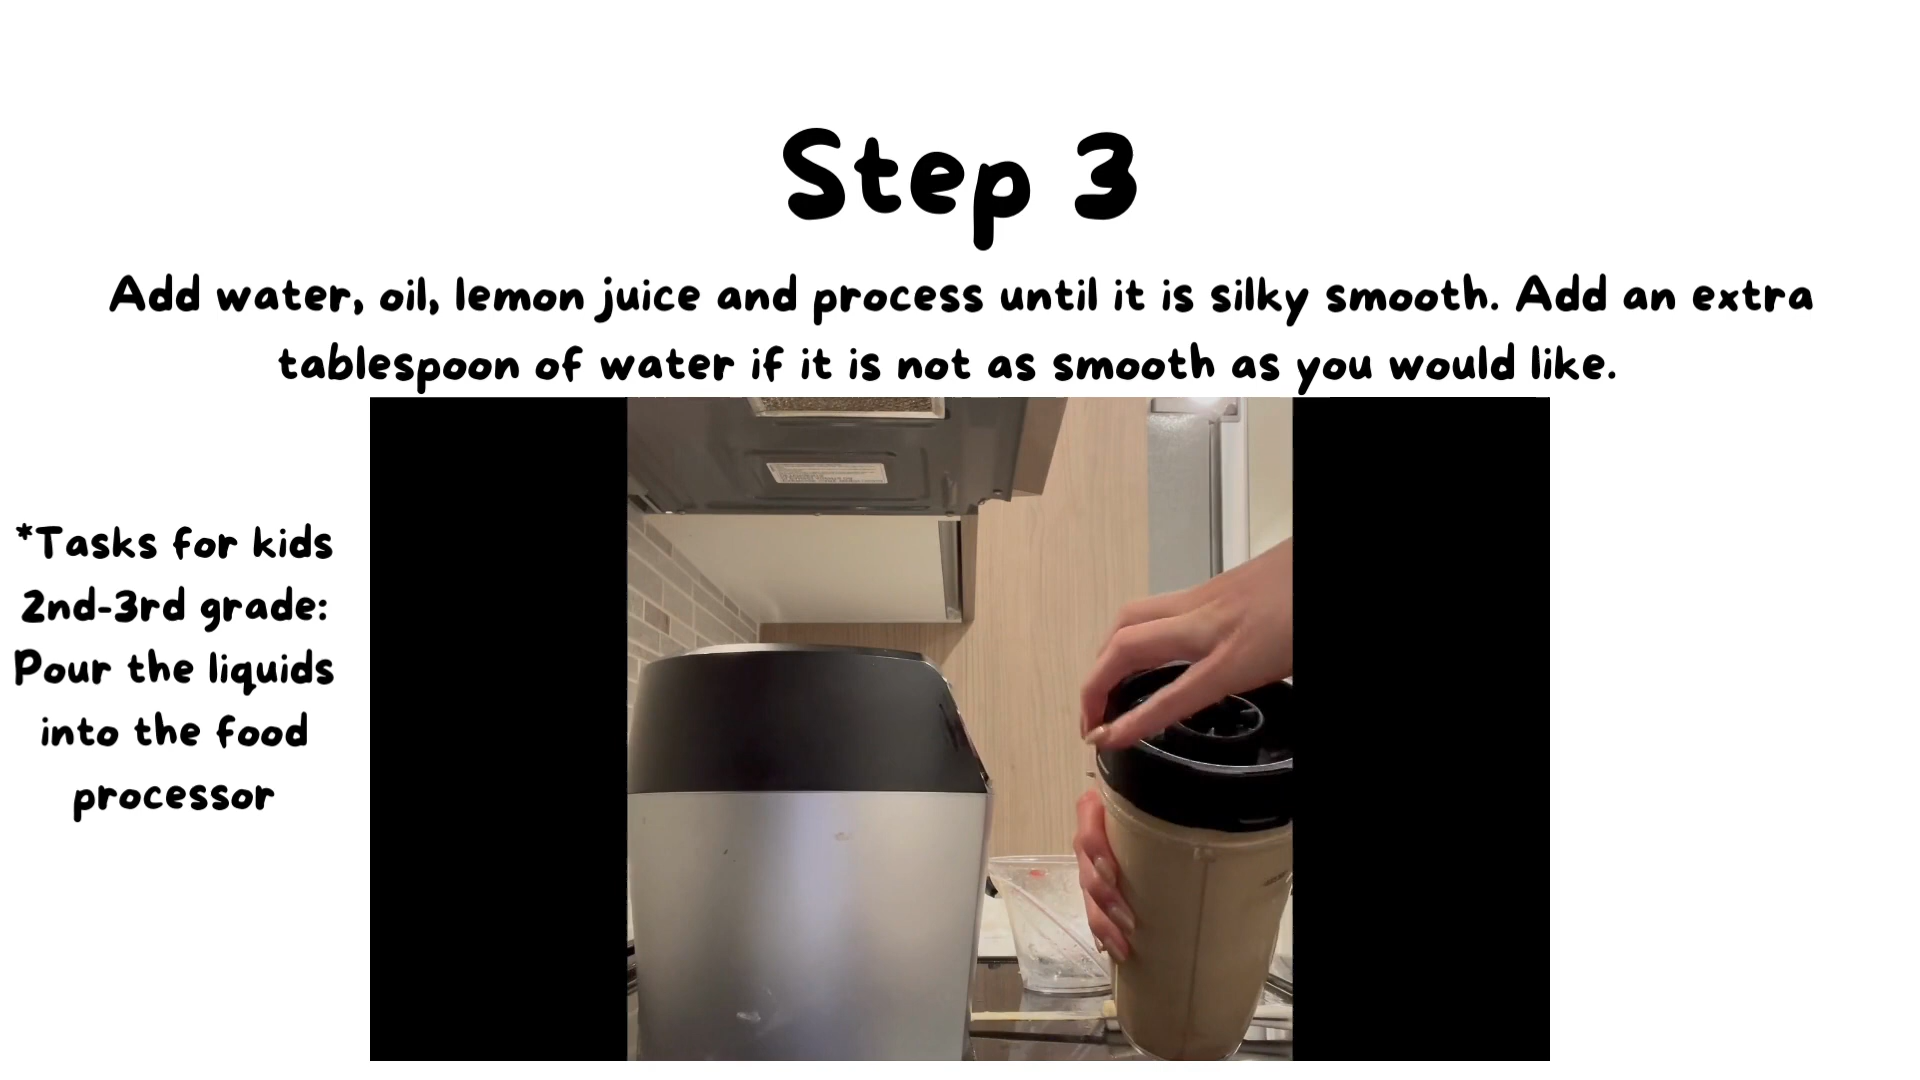 Step 3
Add water, oil, lemon juice and process until it is silky smooth. Add an extra
tablespoon of water if it is not as smooth as you would like.
*Tasks for kids
2nd-3rd grade:
Pour the liquids
into the food
processor